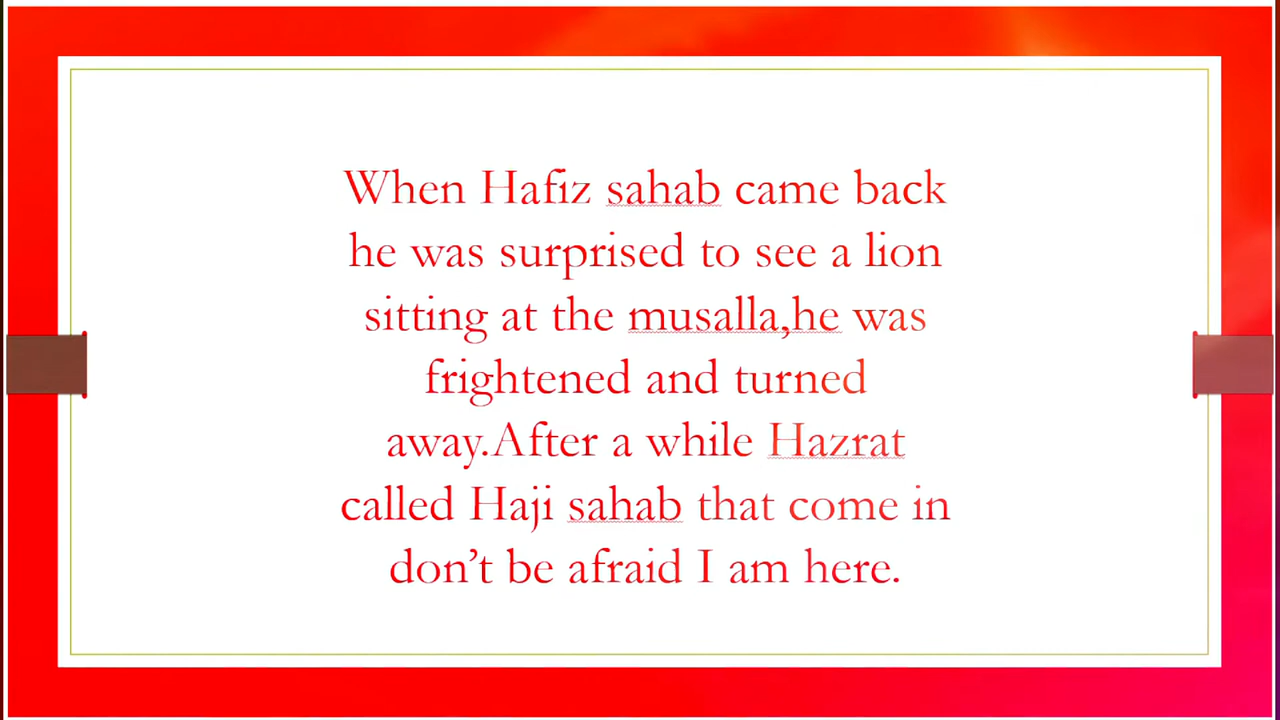 When Hafiz sahab came back
he was surprised to see a lion
sitting at the musalla,he was
frightened and turned
away.After a while Hazrat
called Haji sahab that come in
don’t be afraid I am here.